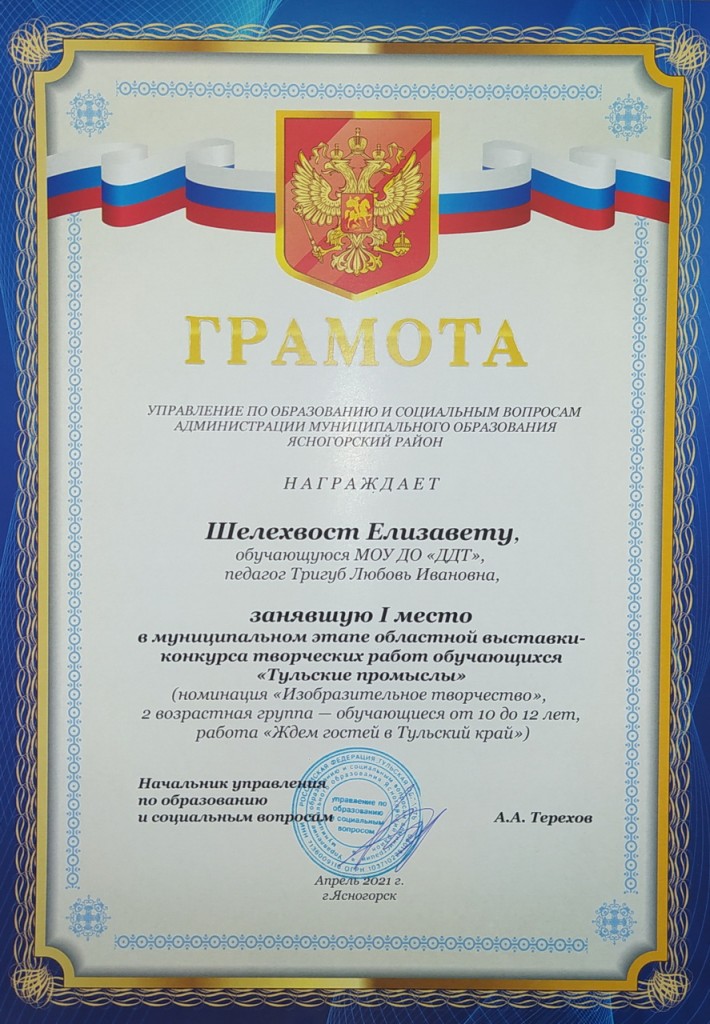 ГРАМОТА
УПРАВЛЕНИЕ ПО ОБРАЗОВАНИЮ И СОЦИАЛЬНЫМ ВОПРОСАМ
АДМИНИСТРАЦИИ МУНИЦИПАЛЬНОГО ОБРАЗОВАНИЯ
ЯСНОГОРСКИЙ РАЙОН
НАГРАЖДАЕТ
Шелехвост Елизавету,
обучающуюся МОУ ДО «ДДТ»,
педагог Тригуб Любовь Ивановна,
занявшую I место
в муниципальном этапе областной выставки-
конкурса творческих работ обучающихся
«Тульские промыслы»
(номинация «Изобразительное творчество»,
2 возрастная группа — обучающиеся от 10 до 12 лет,
работа «Ждем гостей в Тульский край»)
Начальник управления
по образованию
и социальным вопросам
А.А. Терехов
управление по
образованию
и социальным
вопросам
Апрель 2021 г.
г.Ясногорск